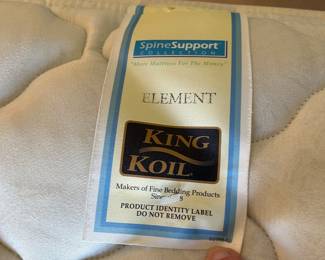 SpineSupport
COLLECTION
"More Mattress For The Money"
ELEMENT
KING
KOIL
Makers of Fine Bedding Products
PRODUCT IDENTITY LABEL
DO NOT REMOVE